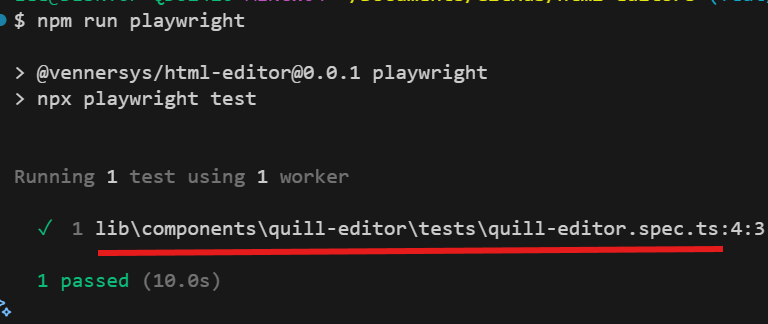 $ npm run playwright
> @vennersys/html-editor@0.0.1 playwright
> npx playwright test
Running 1 test using 1 worker
✓ 1 lib\components\quill-editor\tests\quill-editor.spec.ts:4:3
1 passed (10.0s)